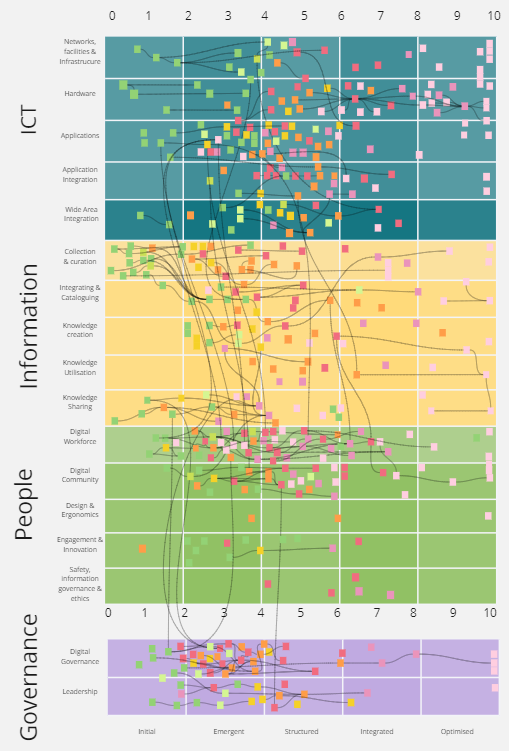 0 1 2 3 4 5 6 7 8 9 10
ICT
Networks,
facilities &
Infrastrucure
Hardware
Applications
Application
Integration
Wide Area
Integration
Information
Collection
& curation
Integrating &
Cataloguing
Knowledge
creation
Knowledge
Utilisation
Knowledge
Sharing
People
Digital
Workforce
Digital
Community
Design &
Ergonomics
Engagement &
Innovation
Safety,
information
governance &
ethics
0 1 2 3 4 5 6 7 8 9 10
Governance
Digital
Governance
Leadership
Initial Emergent Structured Integrated Optimised